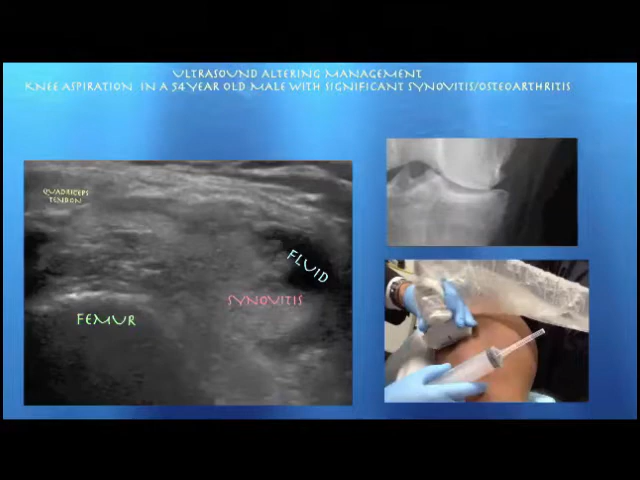 ULTRASOUND ALTERING MANAGEMENT
KNEE ASPIRATION IN A 54 YEAR OLD MALE WITH SIGNIFICANT SYNOVITIS/OSTEOARTHRITIS
QUADRICEPS
TENDON
FLUID
SYNOVITIS
FEMUR